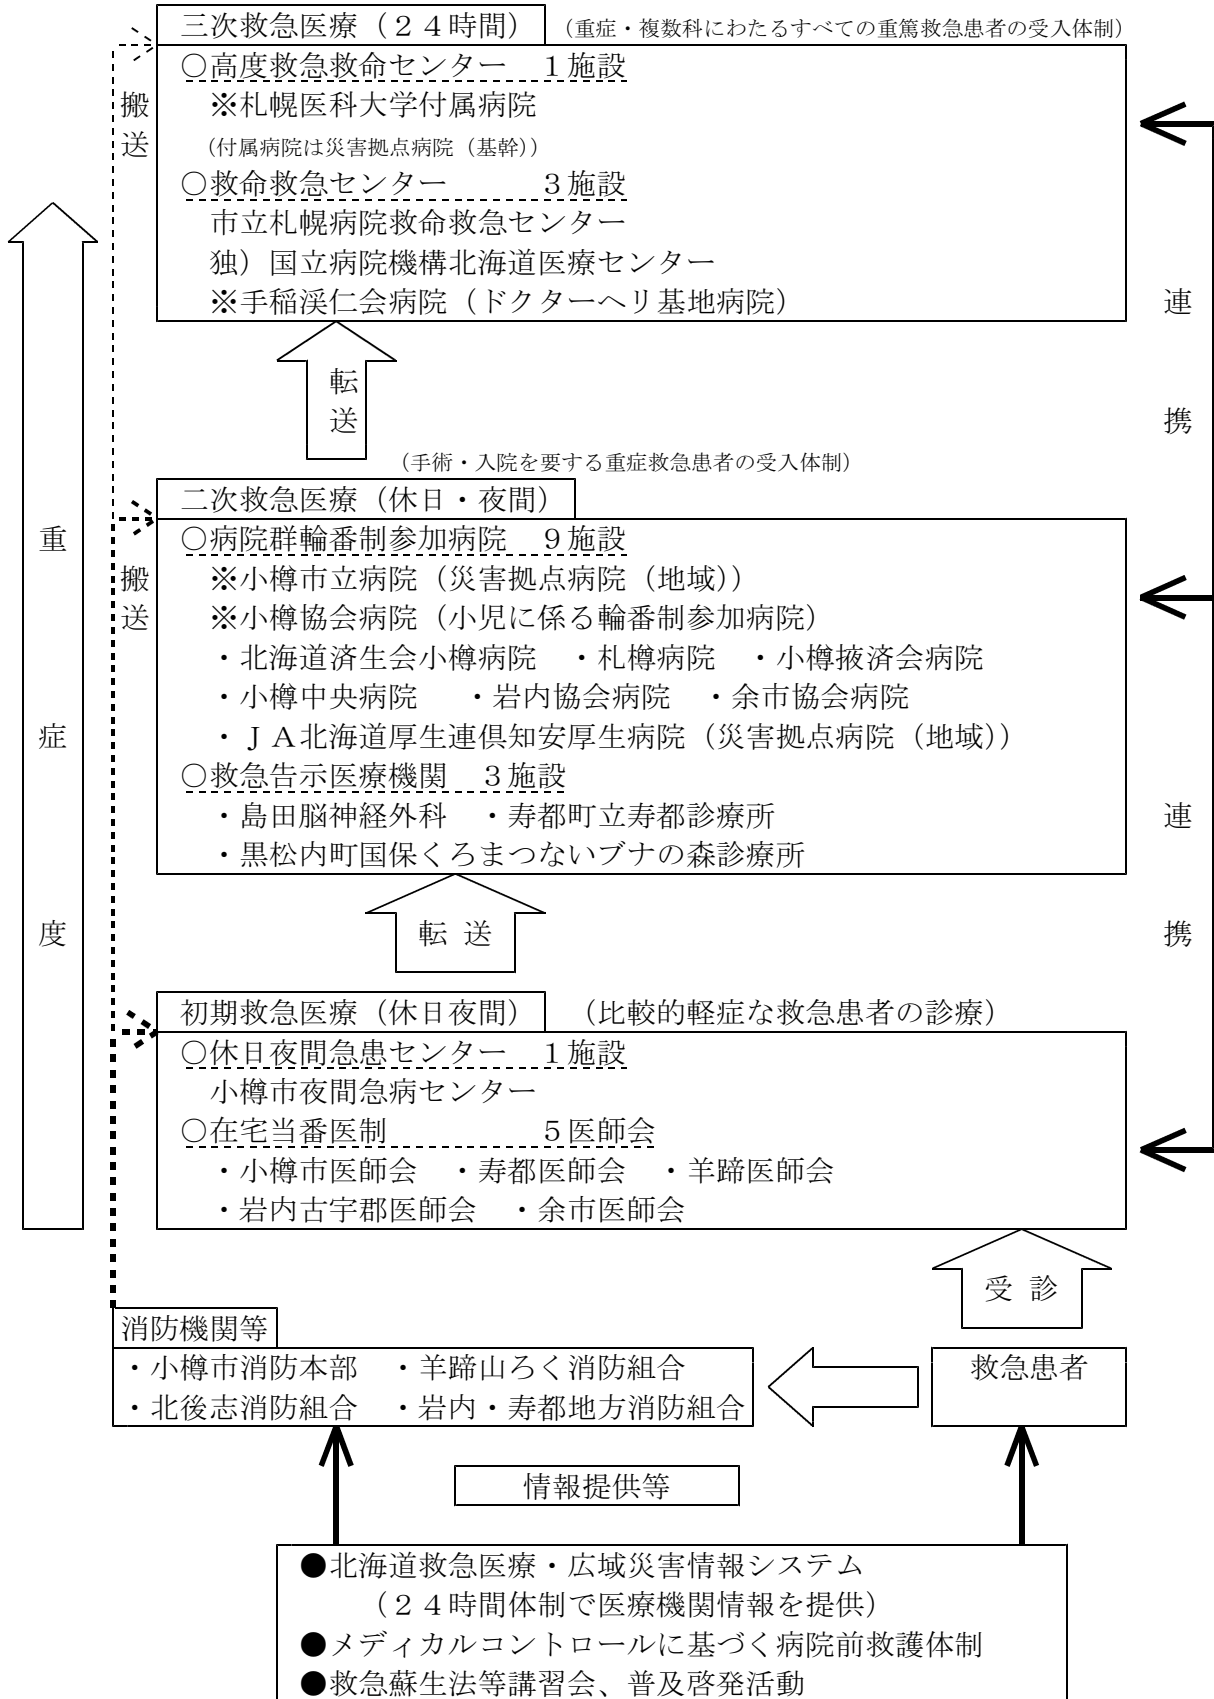 三次救急医療（２４時間）
（重症・複数科にわたるすべての重篤救急患者の受入体制）
○高度救急救命センター　１施設
※札幌医科大学付属病院
（付属病院は災害拠点病院（基幹））
○救命救急センター　　　３施設
市立札幌病院救命救急センター
独）国立病院機構北海道医療センター
※手稲渓仁会病院（ドクターヘリ基地病院）
搬送
転送
連携
（手術・入院を要する重症救急患者の受入体制）
二次救急医療（休日・夜間）
○病院群輪番制参加病院　９施設
※小樽市立病院（災害拠点病院（地域））
※小樽協会病院（小児に係る輪番制参加病院）
・北海道済生会小樽病院　・札樽病院　・小樽掖済会病院
・小樽中央病院　・岩内協会病院　・余市協会病院
・ＪＡ北海道厚生連倶知安厚生病院（災害拠点病院（地域））
○救急告示医療機関　３施設
・島田脳神経外科　・寿都町立寿都診療所
・黒松内町国保くろまつないブナの森診療所
搬送
重症度
連携
転送
初期救急医療（休日夜間）
（比較的軽症な救急患者の診療）
○休日夜間急患センター　１施設
小樽市夜間急病センター
○在宅当番医制　　　５医師会
・小樽市医師会　・寿都医師会　・羊蹄医師会
・岩内古宇郡医師会　・余市医師会
受診
消防機関等
・小樽市消防本部　・羊蹄山ろく消防組合
・北後志消防組合　・岩内・寿都地方消防組合
救急患者
情報提供等
●北海道救急医療・広域災害情報システム
（２４時間体制で医療機関情報を提供）
●メディカルコントロールに基づく病院前救護体制
●救急蘇生法等講習会、普及啓発活動